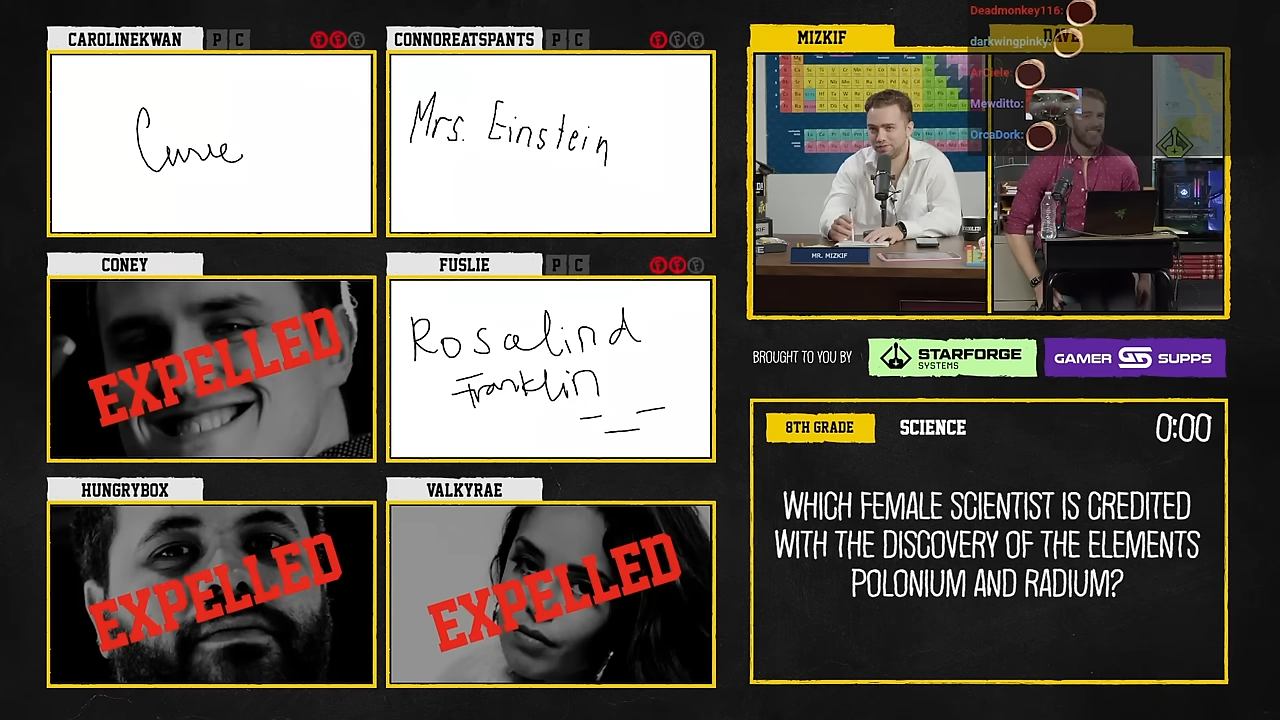 CAROLINEKWAN P C F F F
Curie
CONNOREATSPANTS P C F F F
Mrs. Einstein
CONEY
EXPELLED
FUSLIE P C F F F
Rosalind
Franklin
HUNGRYBOX
EXPELLED
VALKYRAE
EXPELLED
MIZKIF
DAVE
Deadmonkey116:
darkwingpinky:
ArCiele:
Mewditto:
OrcaDork:
MR. MIZKIF
BROUGHT TO YOU BY
STARFORGE
SYSTEMS
GAMER SUPPS
8TH GRADE SCIENCE 0:00
WHICH FEMALE SCIENTIST IS CREDITED
WITH THE DISCOVERY OF THE ELEMENTS
POLONIUM AND RADIUM?